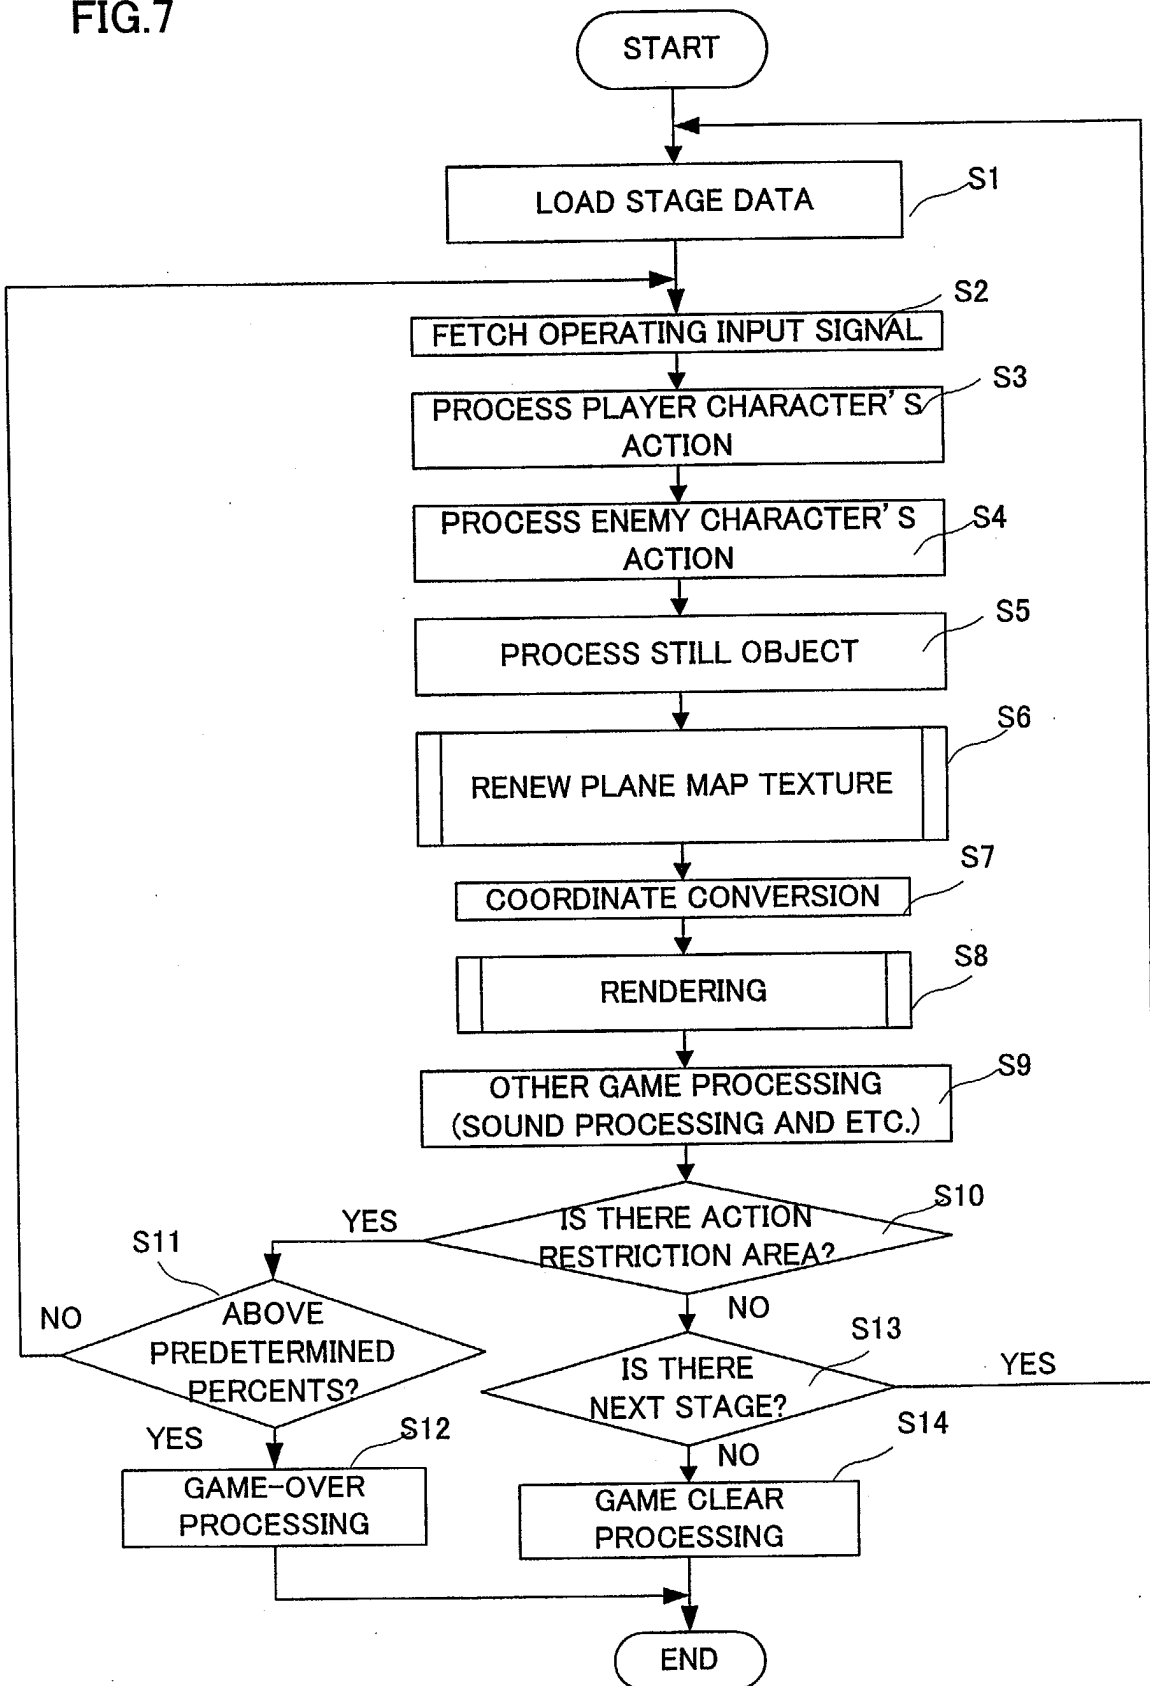 FIG.7
START
LOAD STAGE DATA
S1
S2
FETCH OPERATING INPUT SIGNAL
S3
PROCESS PLAYER CHARACTER'S
ACTION
PROCESS ENEMY CHARACTER'S
ACTION
S4
S5
PROCESS STILL OBJECT
S6
RENEW PLANE MAP TEXTURE
S7
COORDINATE CONVERSION
S8
RENDERING
S9
OTHER GAME PROCESSING
(SOUND PROCESSING AND ETC.)
S10
IS THERE ACTION
RESTRICTION AREA?
YES
S11
NO
ABOVE
PREDETERMINED
PERCENTS?
NO
S13
IS THERE
NEXT STAGE?
YES
YES
S12
GAME-OVER
PROCESSING
NO
S14
GAME CLEAR
PROCESSING
END